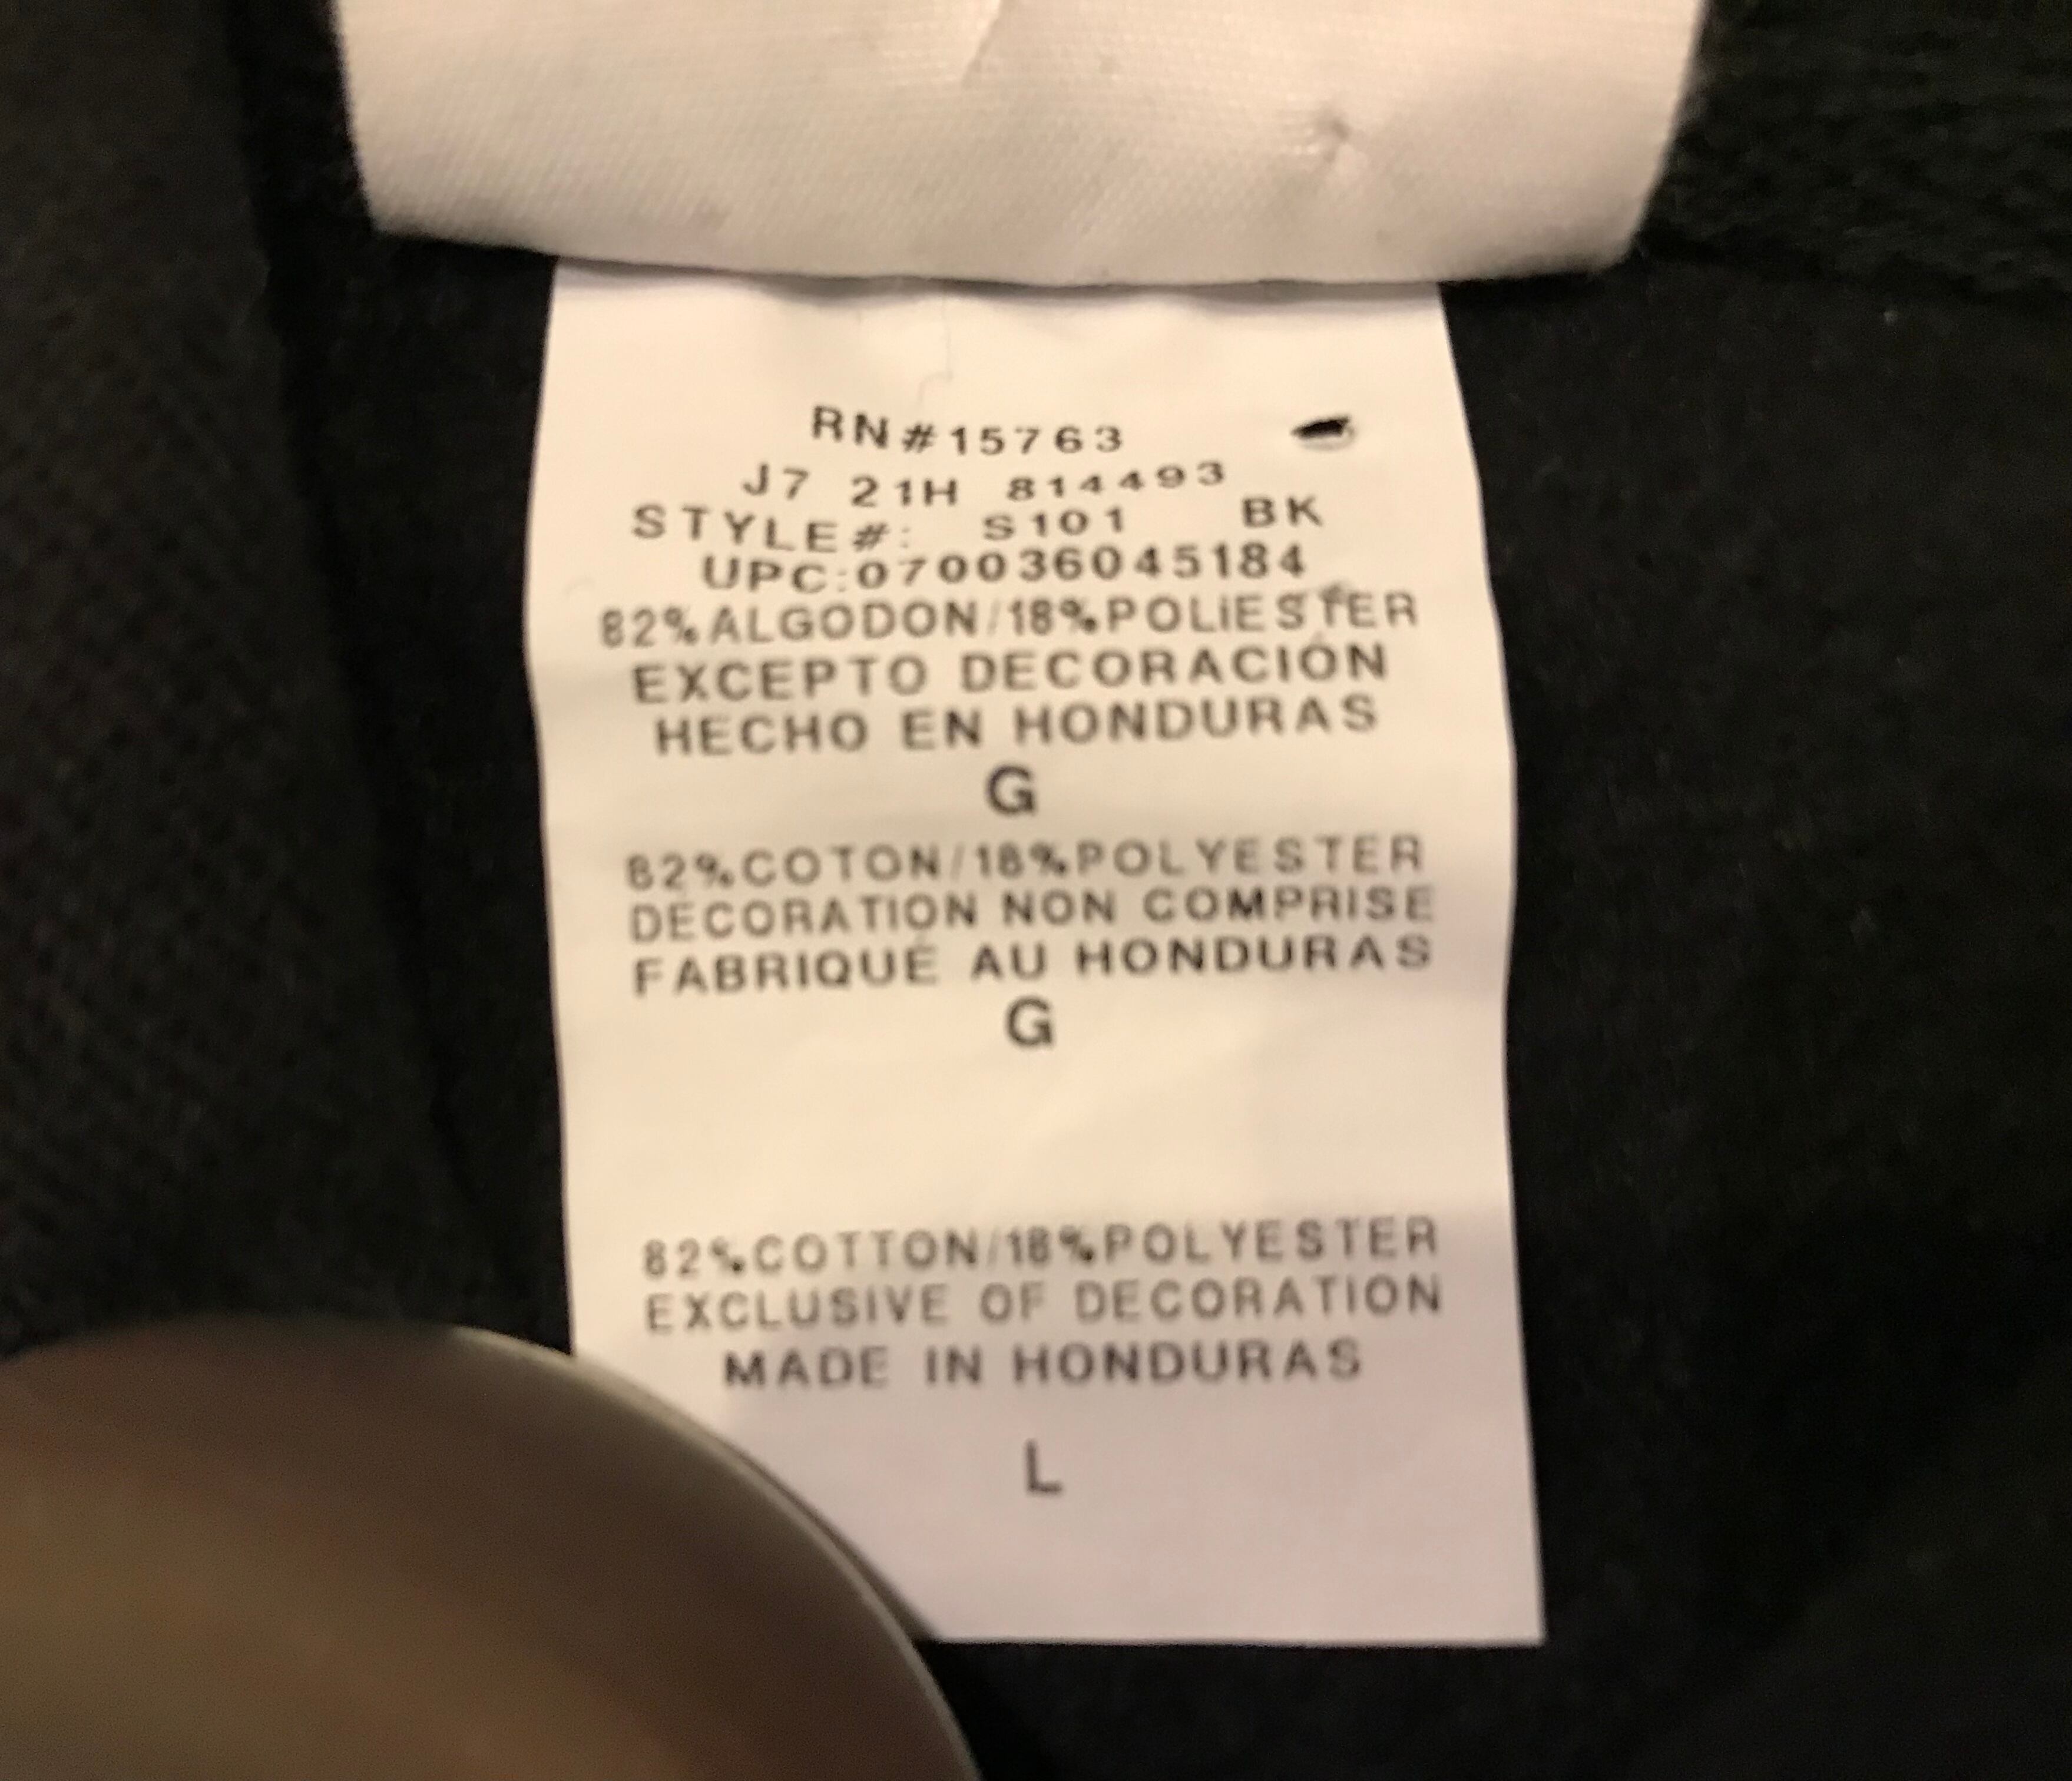 RN#15763
J7 21H 814493
STYLE#: S101 BK
UPC:070036045184
82%ALGODON/18%POLIESTER
EXCEPTO DECORACIÓN
HECHO EN HONDURAS
G
82%COTON/18%POLYESTER
DECORATION NON COMPRISE
FABRIQUÉ AU HONDURAS
G
82%COTTON/18%POLYESTER
EXCLUSIVE OF DECORATION
MADE IN HONDURAS
L